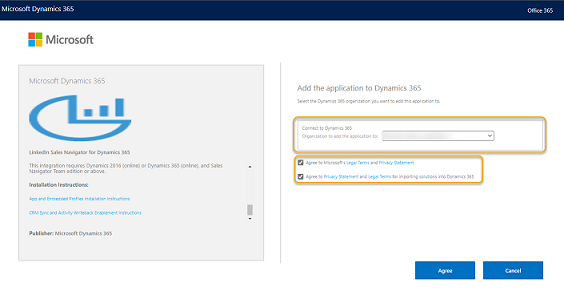 Microsoft Dynamics 365
Office 365
Microsoft
Microsoft Dynamics 365
LinkedIn Sales Navigator for Dynamics 365
This integration requires Dynamics 2016 (online) or Dynamics 365 (online), and Sales
Navigator Team edition or above.
Installation Instructions:
App and Embedded Profiles Installation Instructions
CRM Sync and Activity Writeback Enablement Instructions
Publisher: Microsoft Dynamics 365
Add the application to Dynamics 365
Select the Dynamics 365 organization you want to add this application to.
Connect to Dynamics 365
Organization to add the application to:
Agree to Microsoft's Legal Terms and Privacy Statement
Agree to Privacy Statement and Legal Terms for importing solutions into Dynamics 365
Agree
Cancel